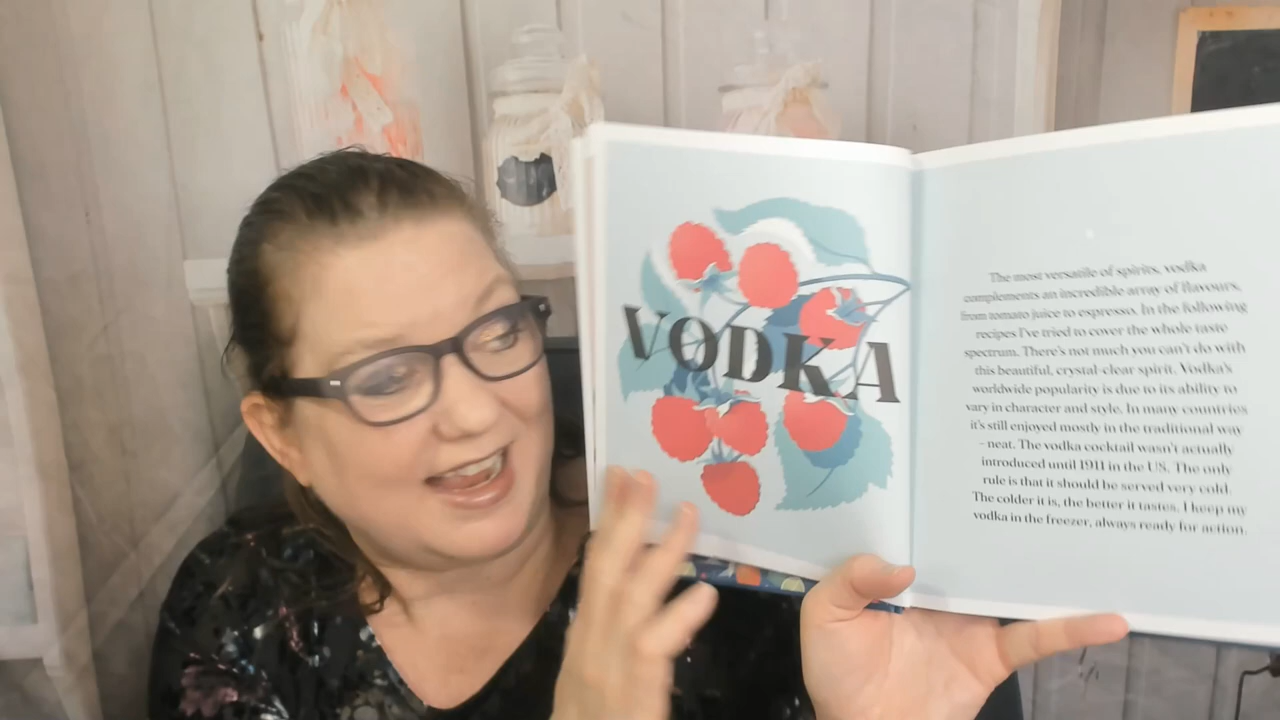 VODKA
The most versatile of spirits, vodka
complements an incredible array of flavours,
from tomato juice to espresso. In the following
recipes I've tried to cover the whole taste
spectrum. There's not much you can't do with
this beautiful, crystal-clear spirit. Vodka's
worldwide popularity is due to its ability to
vary in character and style. In many countries
it's still enjoyed mostly in the traditional way
- neat. The vodka cocktail wasn't actually
introduced until 1911 in the US. The only
rule is that it should be served very cold.
The colder it is, the better it tastes. I keep my
vodka in the freezer, always ready for action.